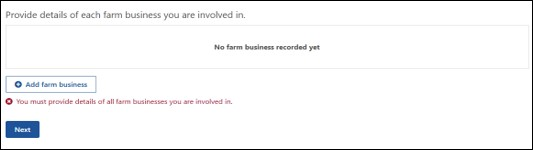 Provide details of each farm business you are involved in.
No farm business recorded yet
Add farm business
You must provide details of all farm businesses you are involved in.
Next